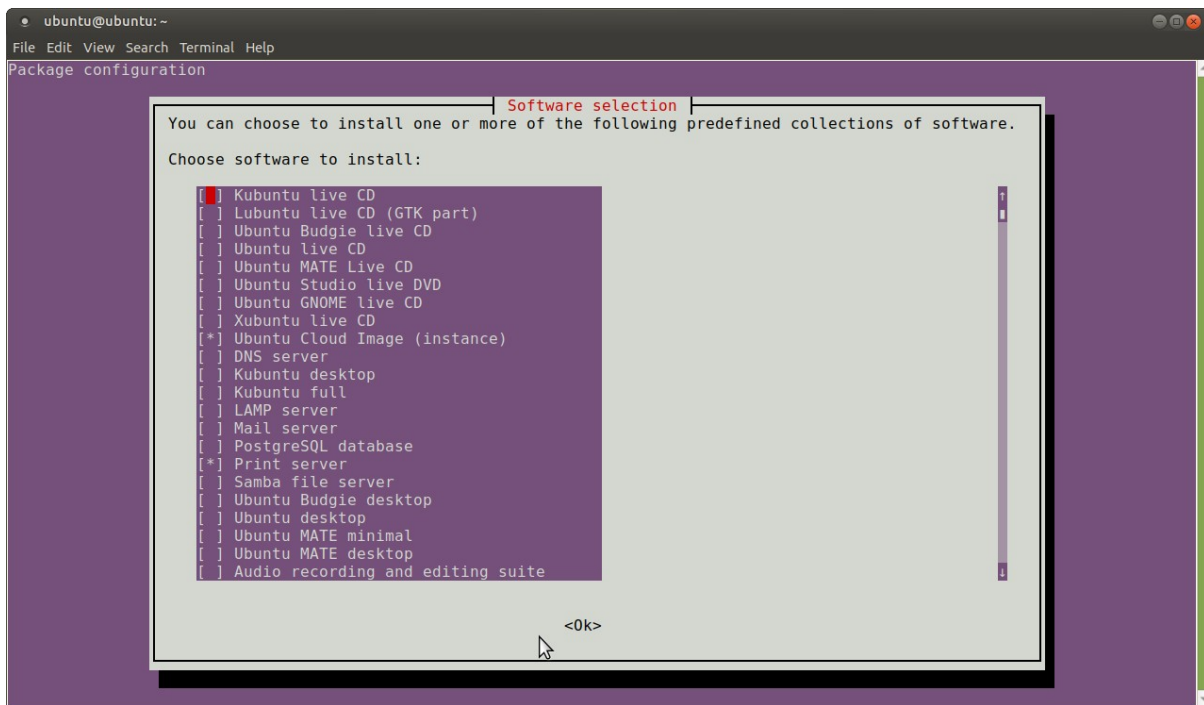 ubuntu@ubuntu: ~
File Edit View Search Terminal Help
Package configuration
Software selection
You can choose to install one or more of the following predefined collections of software.
Choose software to install:
[ ] Kubuntu live CD
[ ] Lubuntu live CD (GTK part)
[ ] Ubuntu Budgie live CD
[ ] Ubuntu live CD
[ ] Ubuntu MATE Live CD
[ ] Ubuntu Studio live DVD
[ ] Ubuntu GNOME live CD
[ ] Xubuntu live CD
[*] Ubuntu Cloud Image (instance)
[ ] DNS server
[ ] Kubuntu desktop
[ ] Kubuntu full
[ ] LAMP server
[ ] Mail server
[ ] PostgreSQL database
[*] Print server
[ ] Samba file server
[ ] Ubuntu Budgie desktop
[ ] Ubuntu desktop
[ ] Ubuntu MATE minimal
[ ] Ubuntu MATE desktop
[ ] Audio recording and editing suite
<Ok>